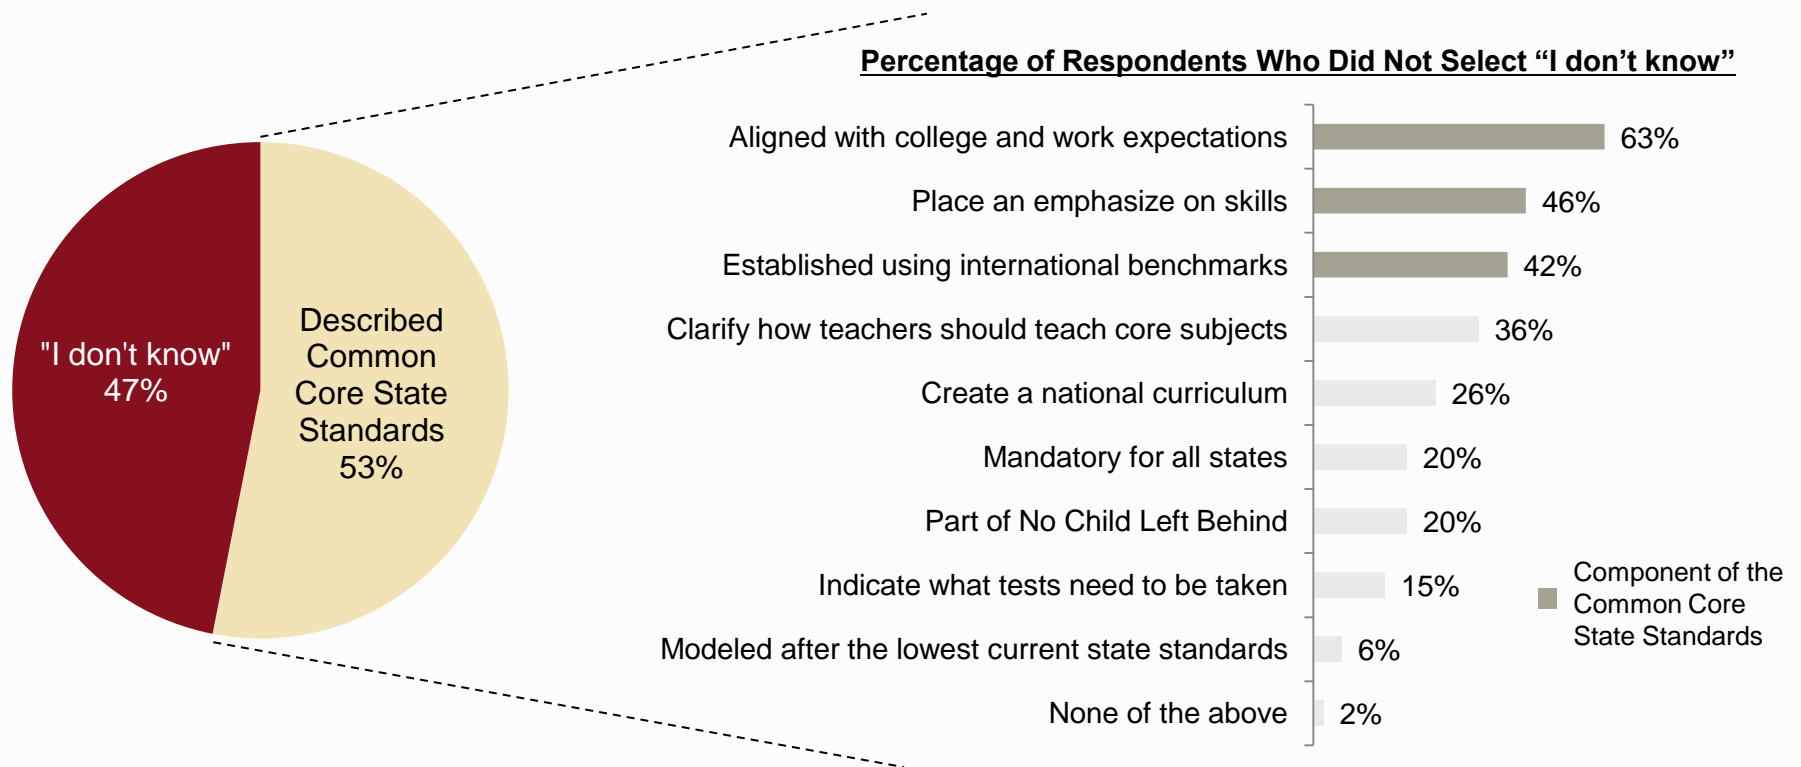 Percentage of Respondents Who Did Not Select “I don’t know”
"I don't know"
47%
Described
Common
Core State
Standards
53%
Aligned with college and work expectations 63%
Place an emphasize on skills 46%
Established using international benchmarks 42%
Clarify how teachers should teach core subjects 36%
Create a national curriculum 26%
Mandatory for all states 20%
Part of No Child Left Behind 20%
Indicate what tests need to be taken 15%
Modeled after the lowest current state standards 6%
None of the above 2%
Component of the
Common Core
State Standards